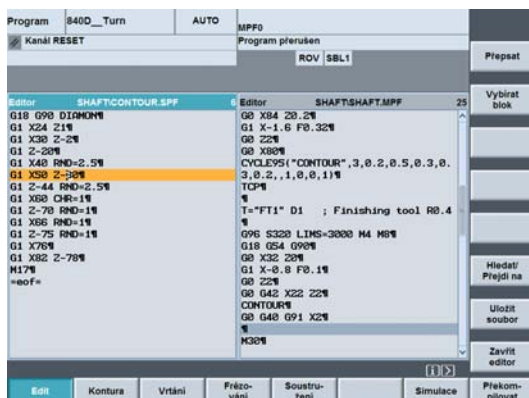 Program 840D__Turn AUTO MPF0
Kanál RESET Program přerušen
ROV SBL1
Přepsat
Vybírat
blok
Editor SHAFT\CONTOUR.SPF 6
G18 G90 DIAMON¶
G1 X24 Z1¶
G1 X30 Z-2¶
G1 Z-20¶
G1 X40 RND=2.5¶
G1 X50 Z-30¶
G1 Z-44 RND=2.5¶
G1 X60 CHR=1¶
G1 Z-70 RND=1¶
G1 X66 RND=1¶
G1 Z-75 RND=1¶
G1 X76¶
G1 X82 Z-78¶
M17¶
=eof=
Editor SHAFT\SHAFT.MPF 25
G0 X84 Z0.2¶
G1 X-1.6 F0.32¶
G0 Z2¶
G0 X80¶
CYCLE95("CONTOUR",3,0.2,0.5,0.3,0.
3,0.2,,1,0,0,1)¶
TCP¶
¶
T="FT1" D1 ; Finishing tool R0.4
¶
G96 S320 LIMS=3000 M4 M8¶
G18 G54 G90¶
G0 X32 Z0¶
G1 X-0.8 F0.1¶
G0 Z2¶
G0 G42 X22 Z2¶
CONTOUR¶
G0 G40 G91 X2¶
¶
M30¶
Hledat/
Přejdi na
Uložit
soubor
Zavřít
editor
Edit Kontura Vrtání Frézo-
vání Soustru-
žení Simulace Překom-
pilovat